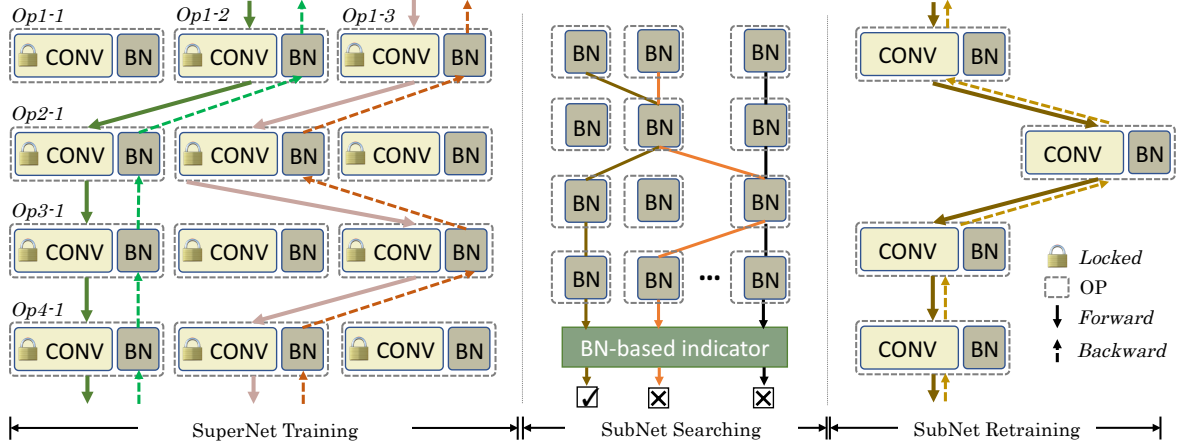 Op1-1 Op1-2 Op1-3
CONV BN CONV BN CONV BN
BN BN BN
CONV BN
Op2-1
CONV BN CONV BN CONV BN
BN BN BN
CONV BN
Op3-1
CONV BN CONV BN CONV BN
BN BN BN
CONV BN
Locked
OP
Op4-1
CONV BN CONV BN CONV BN
BN BN ... BN
Forward
BN-based indicator
CONV BN
Backward
SuperNet Training
SubNet Searching
SubNet Retraining